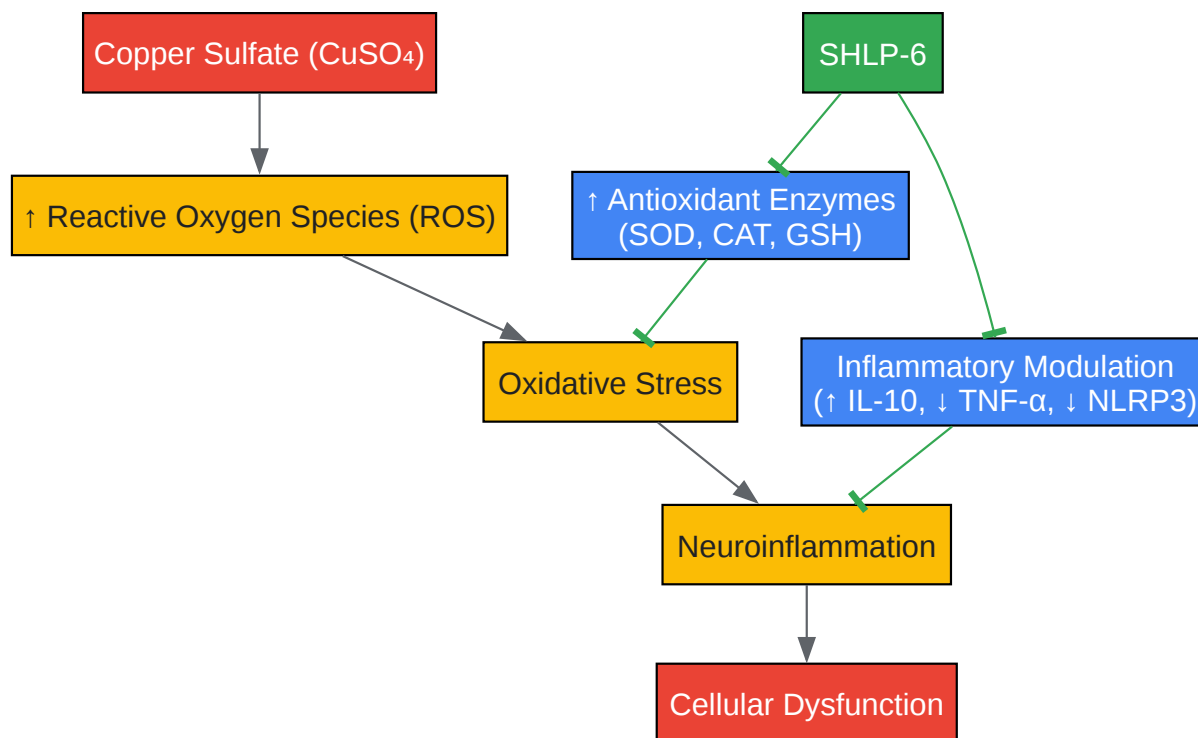 Copper Sulfate (CuSO₄)
SHLP-6
↑ Reactive Oxygen Species (ROS)
↑ Antioxidant Enzymes
(SOD, CAT, GSH)
Oxidative Stress
Inflammatory Modulation
(↑ IL-10, ↓ TNF-α, ↓ NLRP3)
Neuroinflammation
Cellular Dysfunction